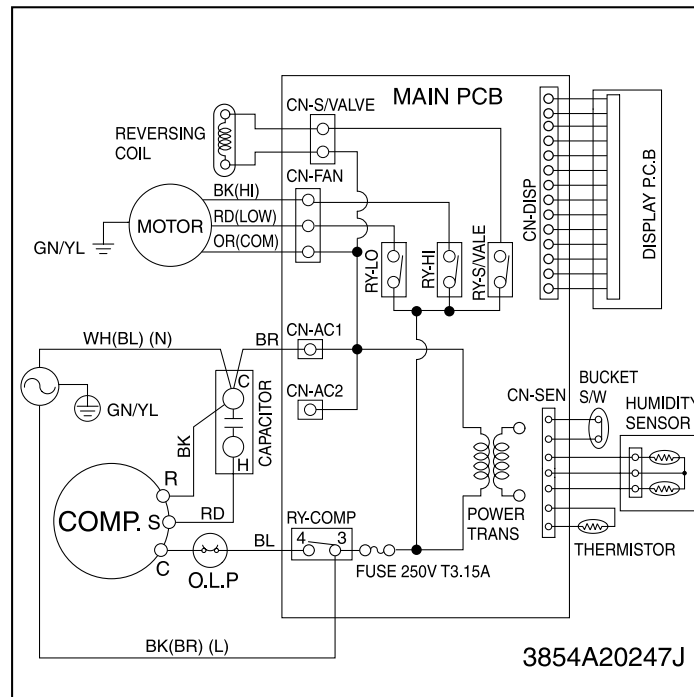 MAIN PCB
CN-S/VALVE
REVERSING
COIL
CN-FAN
BK(HI)
RD(LOW)
OR(COM)
MOTOR
GN/YL
RY-LO
RY-HI
RY-S/VALE
CN-DISP
DISPLAY P.C.B
WH(BL) (N)
BR
CN-AC1
CN-AC2
GN/YL
C
H
CAPACITOR
BK
R
COMP.
S
RD
C
O.L.P
BL
RY-COMP
4
3
FUSE 250V T3.15A
POWER
TRANS
CN-SEN
BUCKET
S/W
HUMIDITY
SENSOR
THERMISTOR
BK(BR) (L)
3854A20247J